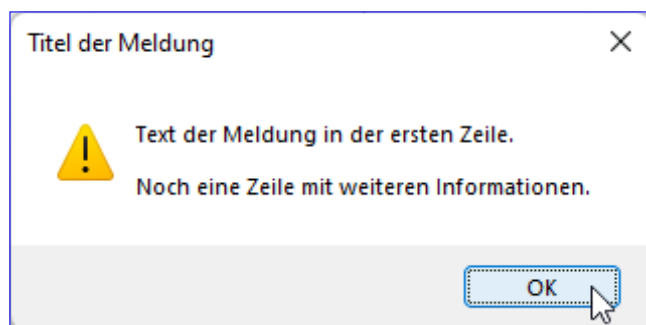 Titel der Meldung
Text der Meldung in der ersten Zeile.
Noch eine Zeile mit weiteren Informationen.
OK